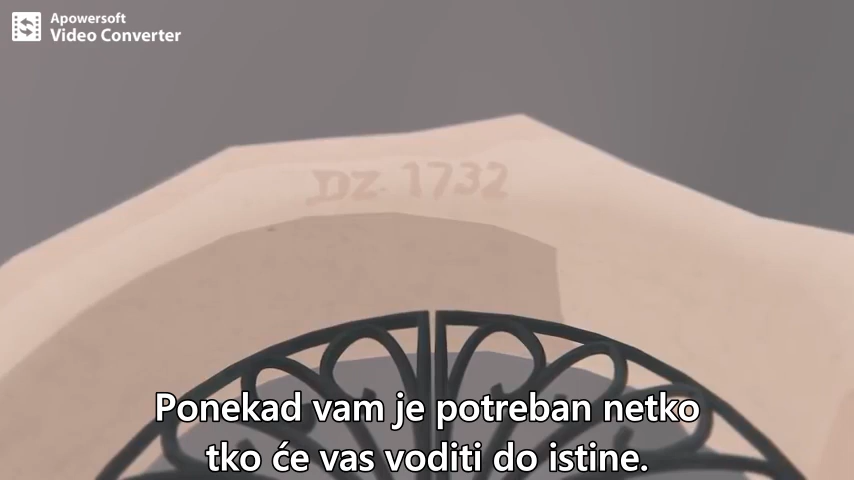 Apowersoft
Video Converter
DZ 1732
Ponekad vam je potreban netko
tko će vas voditi do istine.